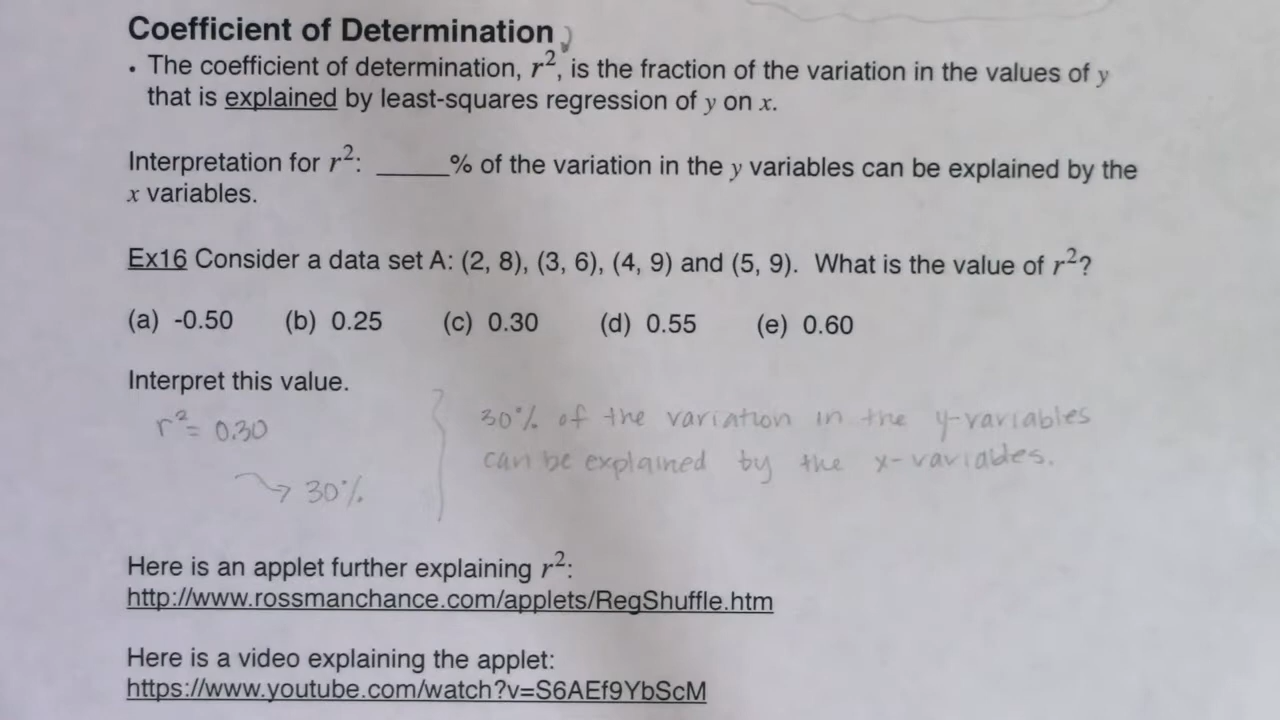 Coefficient of Determination
• The coefficient of determination, r², is the fraction of the variation in the values of y
that is explained by least-squares regression of y on x.
Interpretation for r²: _____% of the variation in the y variables can be explained by the
x variables.
Ex16 Consider a data set A: (2, 8), (3, 6), (4, 9) and (5, 9). What is the value of r²?
(a) -0.50 (b) 0.25 (c) 0.30 (d) 0.55 (e) 0.60
Interpret this value.
r² = 0.30
→ 30%
30% of the variation in the y-variables
can be explained by the x-variables.
Here is an applet further explaining r²:
http://www.rossmanchance.com/applets/RegShuffle.htm
Here is a video explaining the applet:
https://www.youtube.com/watch?v=S6AEf9YbScM